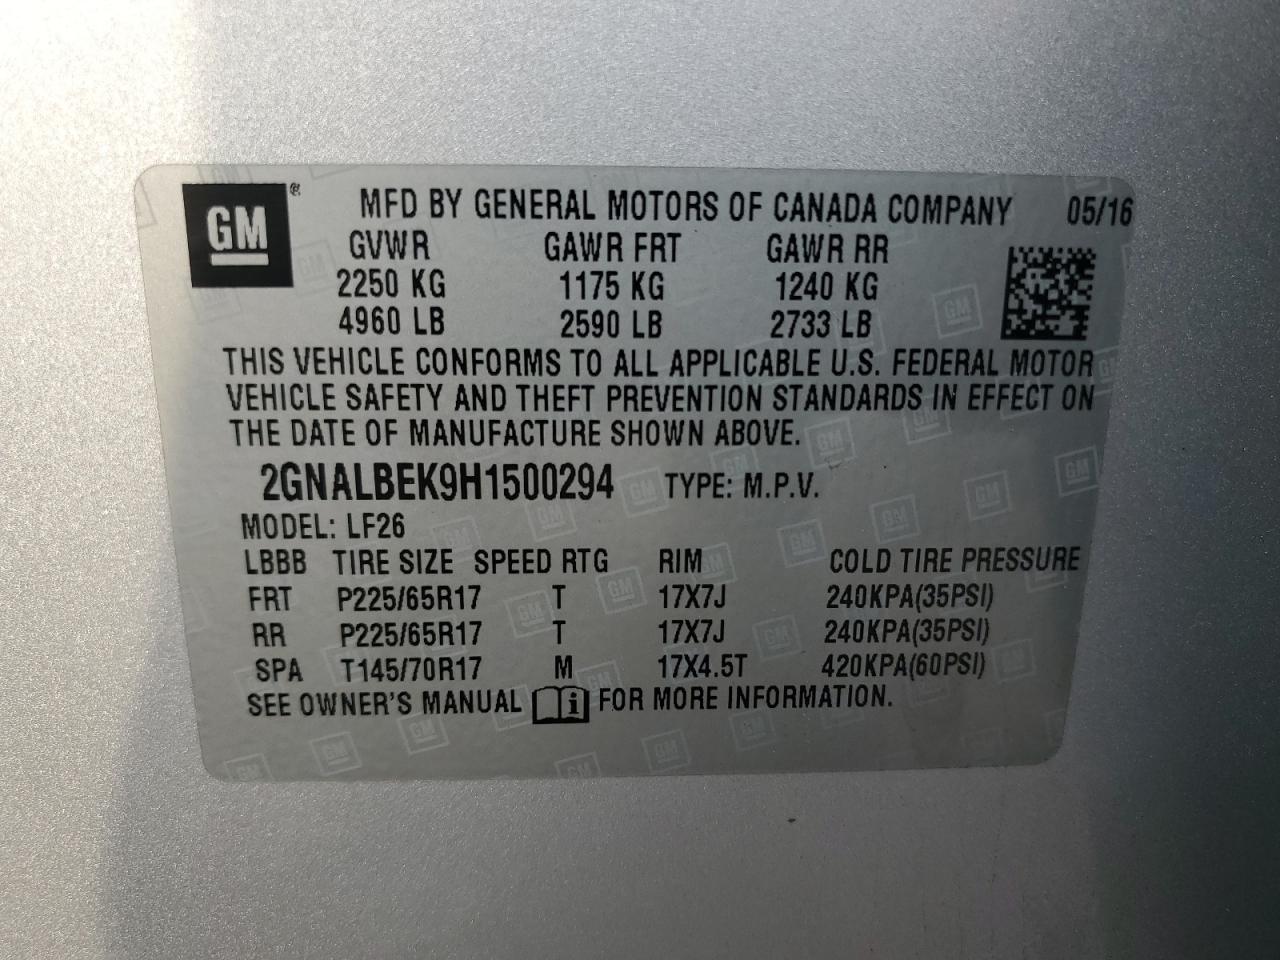 GM®
MFD BY GENERAL MOTORS OF CANADA COMPANY 05/16
GVWR GAWR FRT GAWR RR
2250 KG 1175 KG 1240 KG
4960 LB 2590 LB 2733 LB
THIS VEHICLE CONFORMS TO ALL APPLICABLE U.S. FEDERAL MOTOR
VEHICLE SAFETY AND THEFT PREVENTION STANDARDS IN EFFECT ON
THE DATE OF MANUFACTURE SHOWN ABOVE.
2GNALBEK9H1500294 TYPE: M.P.V.
MODEL: LF26
LBBB TIRE SIZE SPEED RTG RIM COLD TIRE PRESSURE
FRT P225/65R17 T 17X7J 240KPA(35PSI)
RR P225/65R17 T 17X7J 240KPA(35PSI)
SPA T145/70R17 M 17X4.5T 420KPA(60PSI)
SEE OWNER'S MANUAL i FOR MORE INFORMATION.